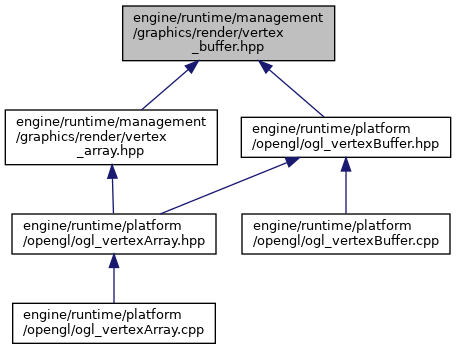 engine/runtime/management
/graphics/render/vertex
_buffer.hpp
engine/runtime/management
/graphics/render/vertex
_array.hpp
engine/runtime/platform
/opengl/ogl_vertexBuffer.hpp
engine/runtime/platform
/opengl/ogl_vertexArray.hpp
engine/runtime/platform
/opengl/ogl_vertexBuffer.cpp
engine/runtime/platform
/opengl/ogl_vertexArray.cpp